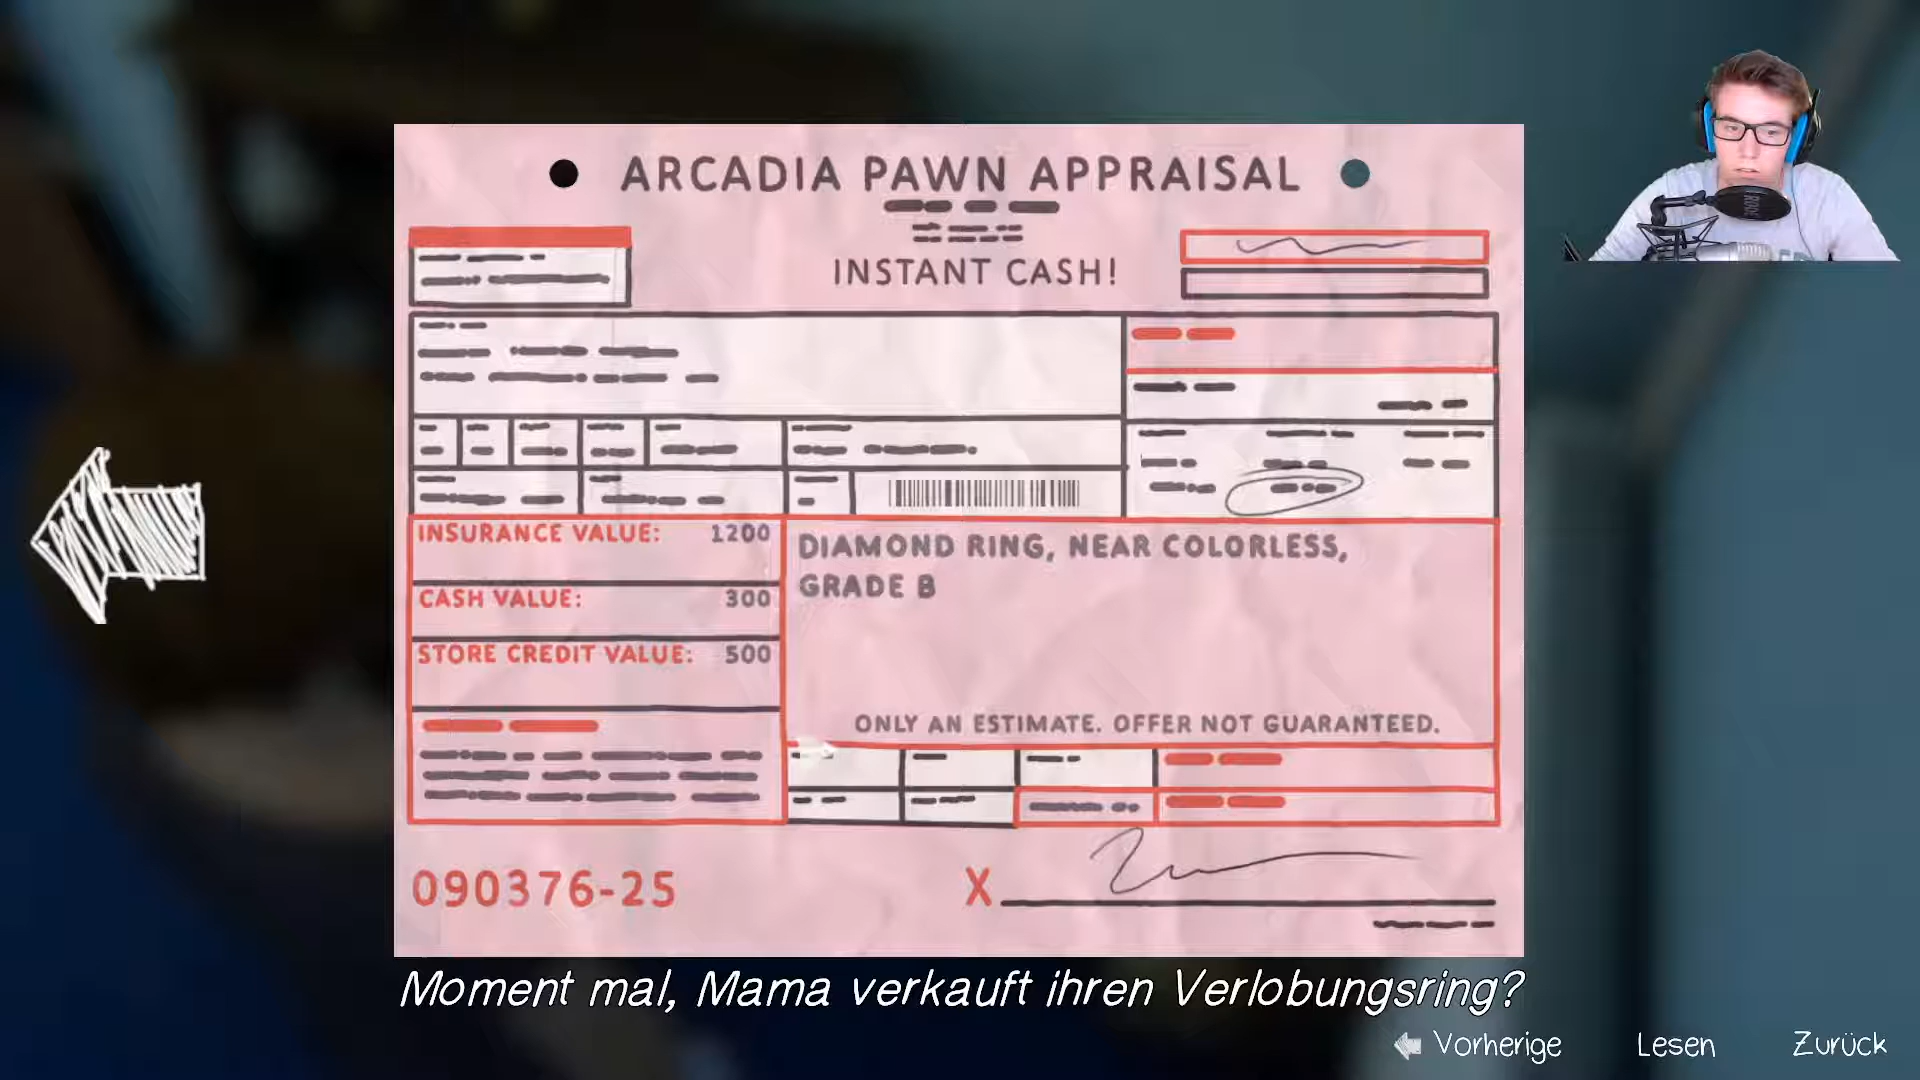 ARCADIA PAWN APPRAISAL
INSTANT CASH!
INSURANCE VALUE: 1200
CASH VALUE: 300
STORE CREDIT VALUE: 500
DIAMOND RING, NEAR COLORLESS,
GRADE B
ONLY AN ESTIMATE. OFFER NOT GUARANTEED.
090376-25
X
Moment mal, Mama verkauft ihren Verlobungsring?
Vorherige
Lesen
Zurück